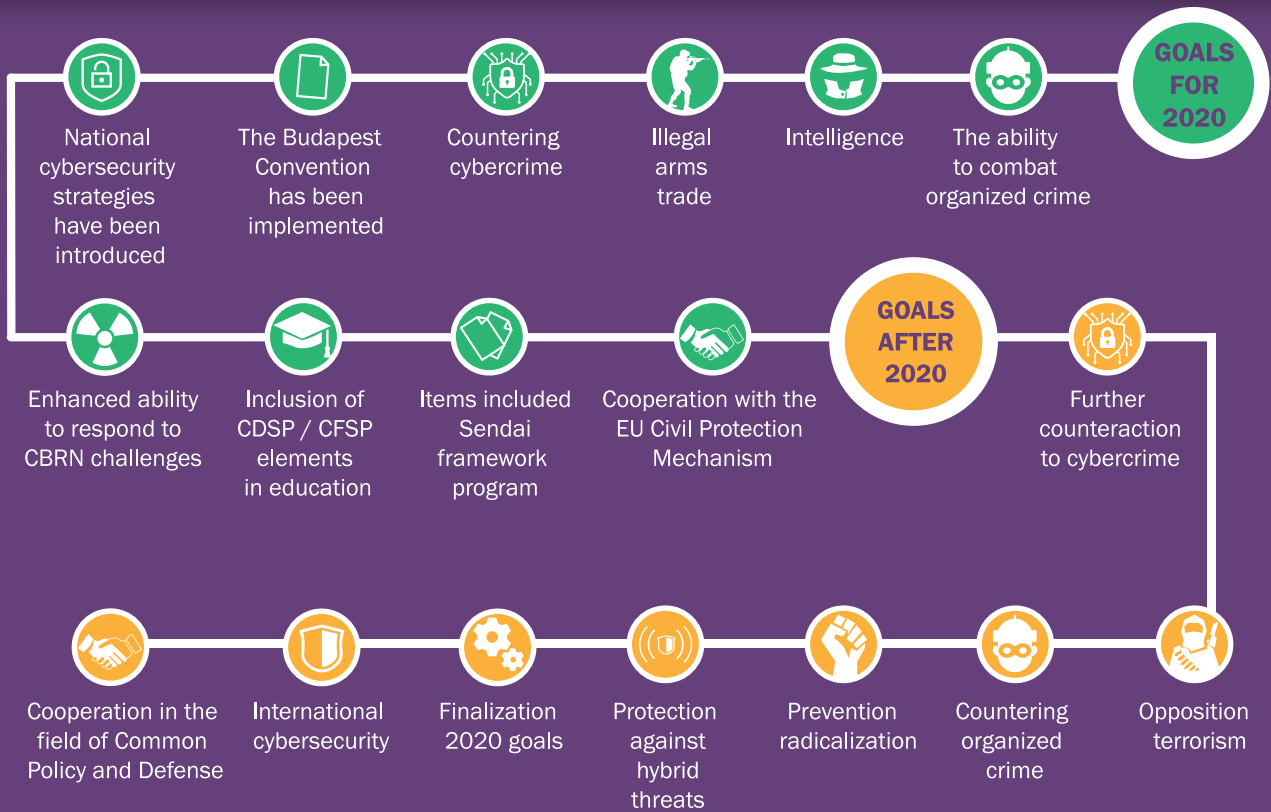 GOALS
FOR
2020
National
cybersecurity
strategies
have been
introduced
The Budapest
Convention
has been
implemented
Countering
cybercrime
Illegal
arms
trade
Intelligence
The ability
to combat
organized crime
Enhanced ability
to respond to
CBRN challenges
Inclusion of
CDSP / CFSP
elements
in education
Items included
Sendai
framework
program
Cooperation with the
EU Civil Protection
Mechanism
GOALS
AFTER
2020
Further
counteraction
to cybercrime
Cooperation in the
field of Common
Policy and Defense
International
cybersecurity
Finalization
2020 goals
Protection
against
hybrid
threats
Prevention
radicalization
Countering
organized
crime
Opposition
terrorism